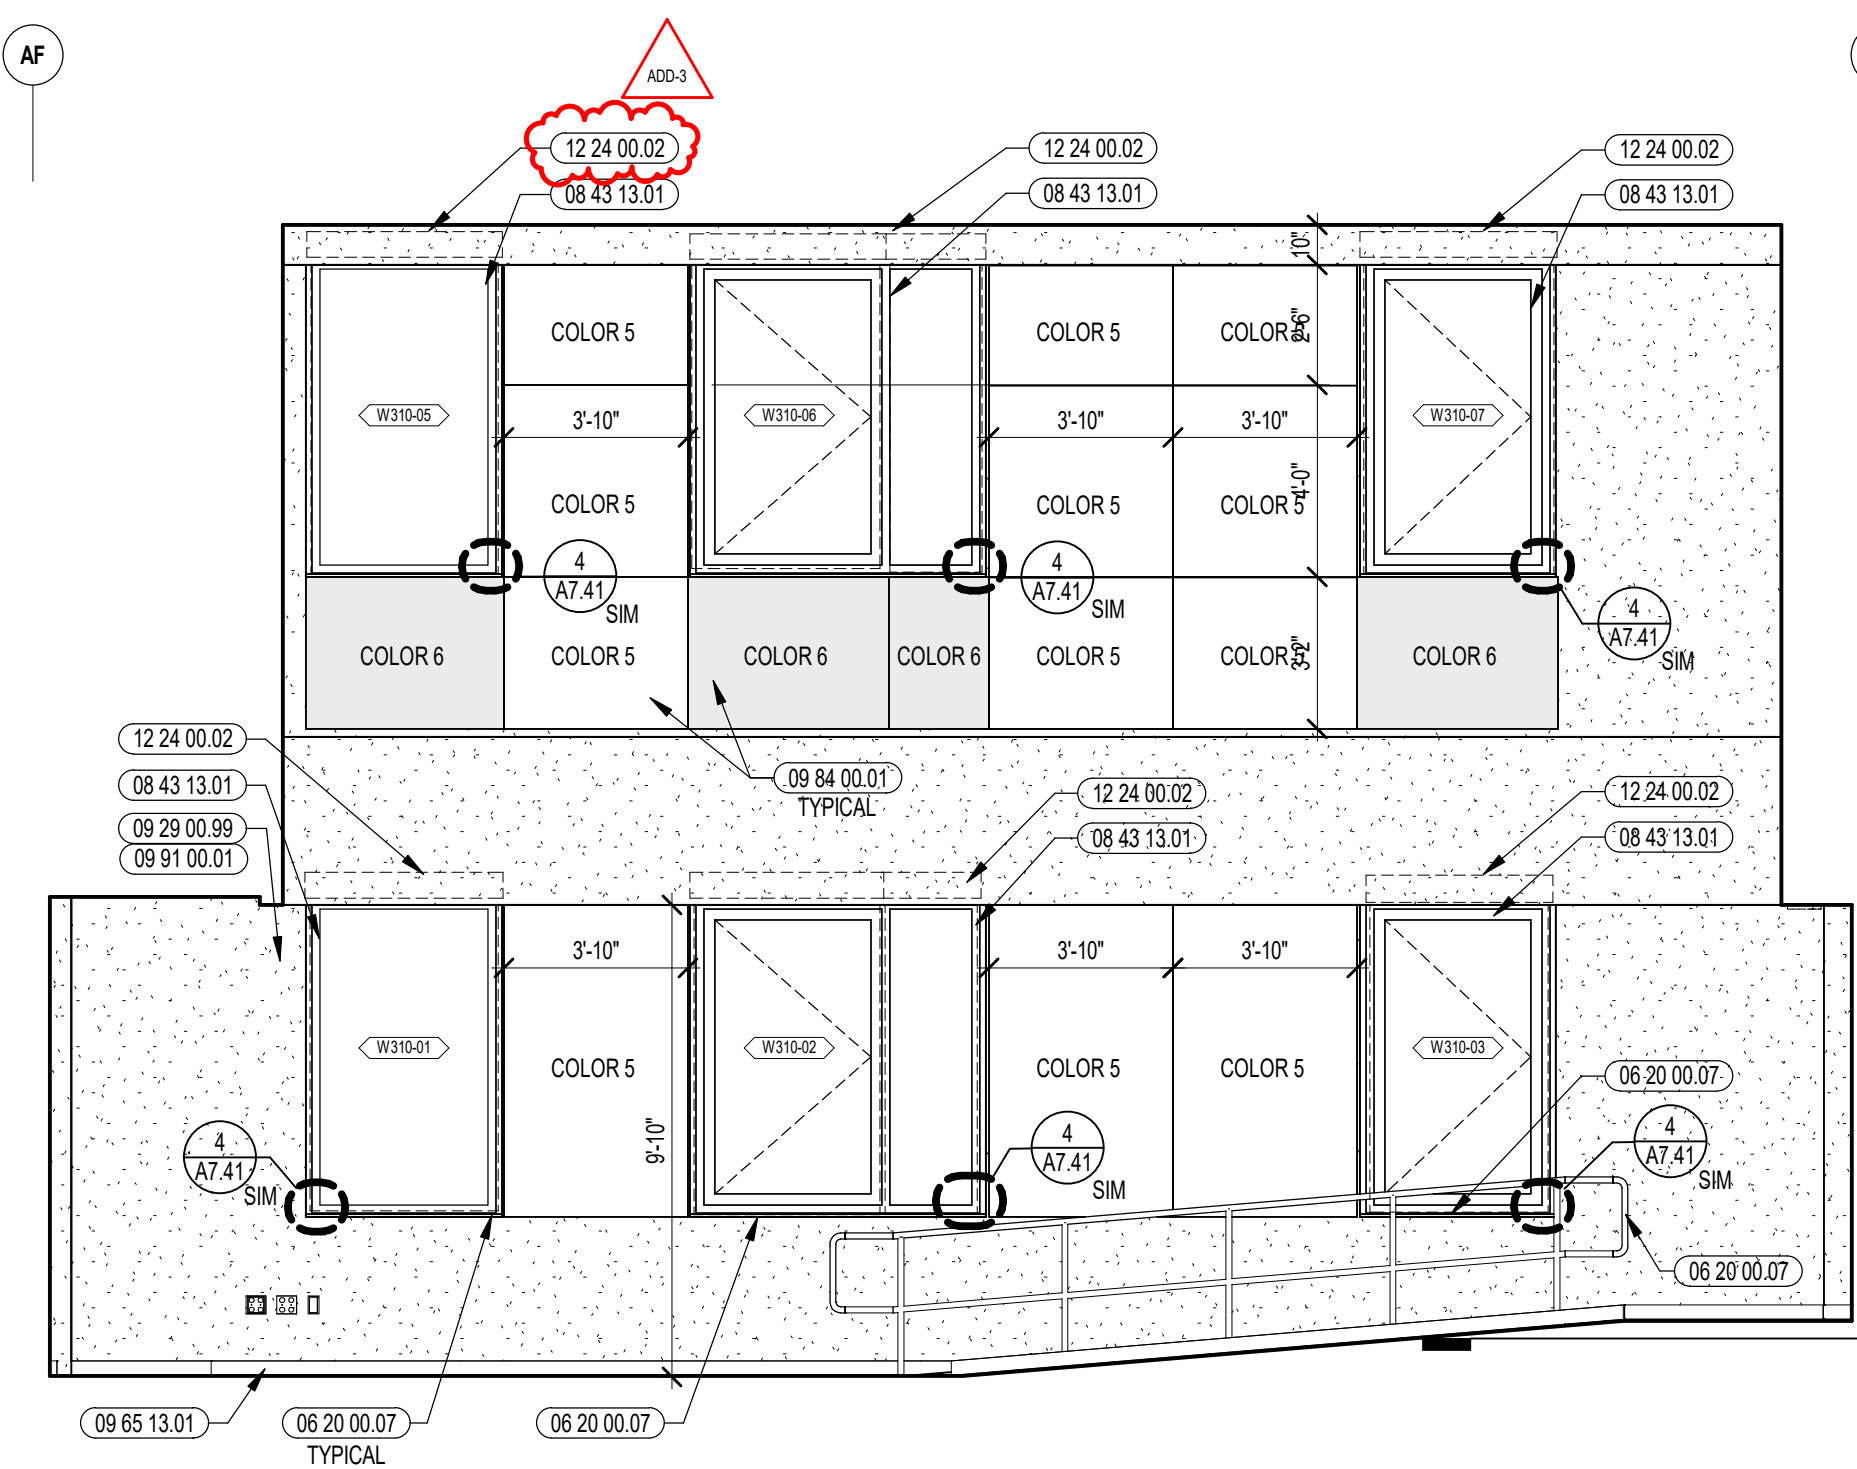 AF
ADD-3
12 24 00.02
12 24 00.02
12 24 00.02
08 43 13.01
08 43 13.01
08 43 13.01
10"
COLOR 5
COLOR 5
COLOR 5
2'-6"
W310-05
W310-06
W310-07
3'-10"
3'-10"
3'-10"
COLOR 5
COLOR 5
COLOR 5
4'-0"
4
A7.41
SIM
4
A7.41
SIM
4
A7.41
SIM
COLOR 6
COLOR 5
COLOR 6
COLOR 6
COLOR 5
COLOR 5
3'-2"
COLOR 6
12 24 00.02
08 43 13.01
09 29 00.99
09 91 00.01
09 84 00.01
TYPICAL
12 24 00.02
08 43 13.01
12 24 00.02
08 43 13.01
3'-10"
3'-10"
3'-10"
W310-01
W310-02
W310-03
COLOR 5
COLOR 5
COLOR 5
06 20 00.07
9'-10"
4
A7.41
SIM
4
A7.41
SIM
4
A7.41
SIM
06 20 00.07
09 65 13.01
06 20 00.07
TYPICAL
06 20 00.07